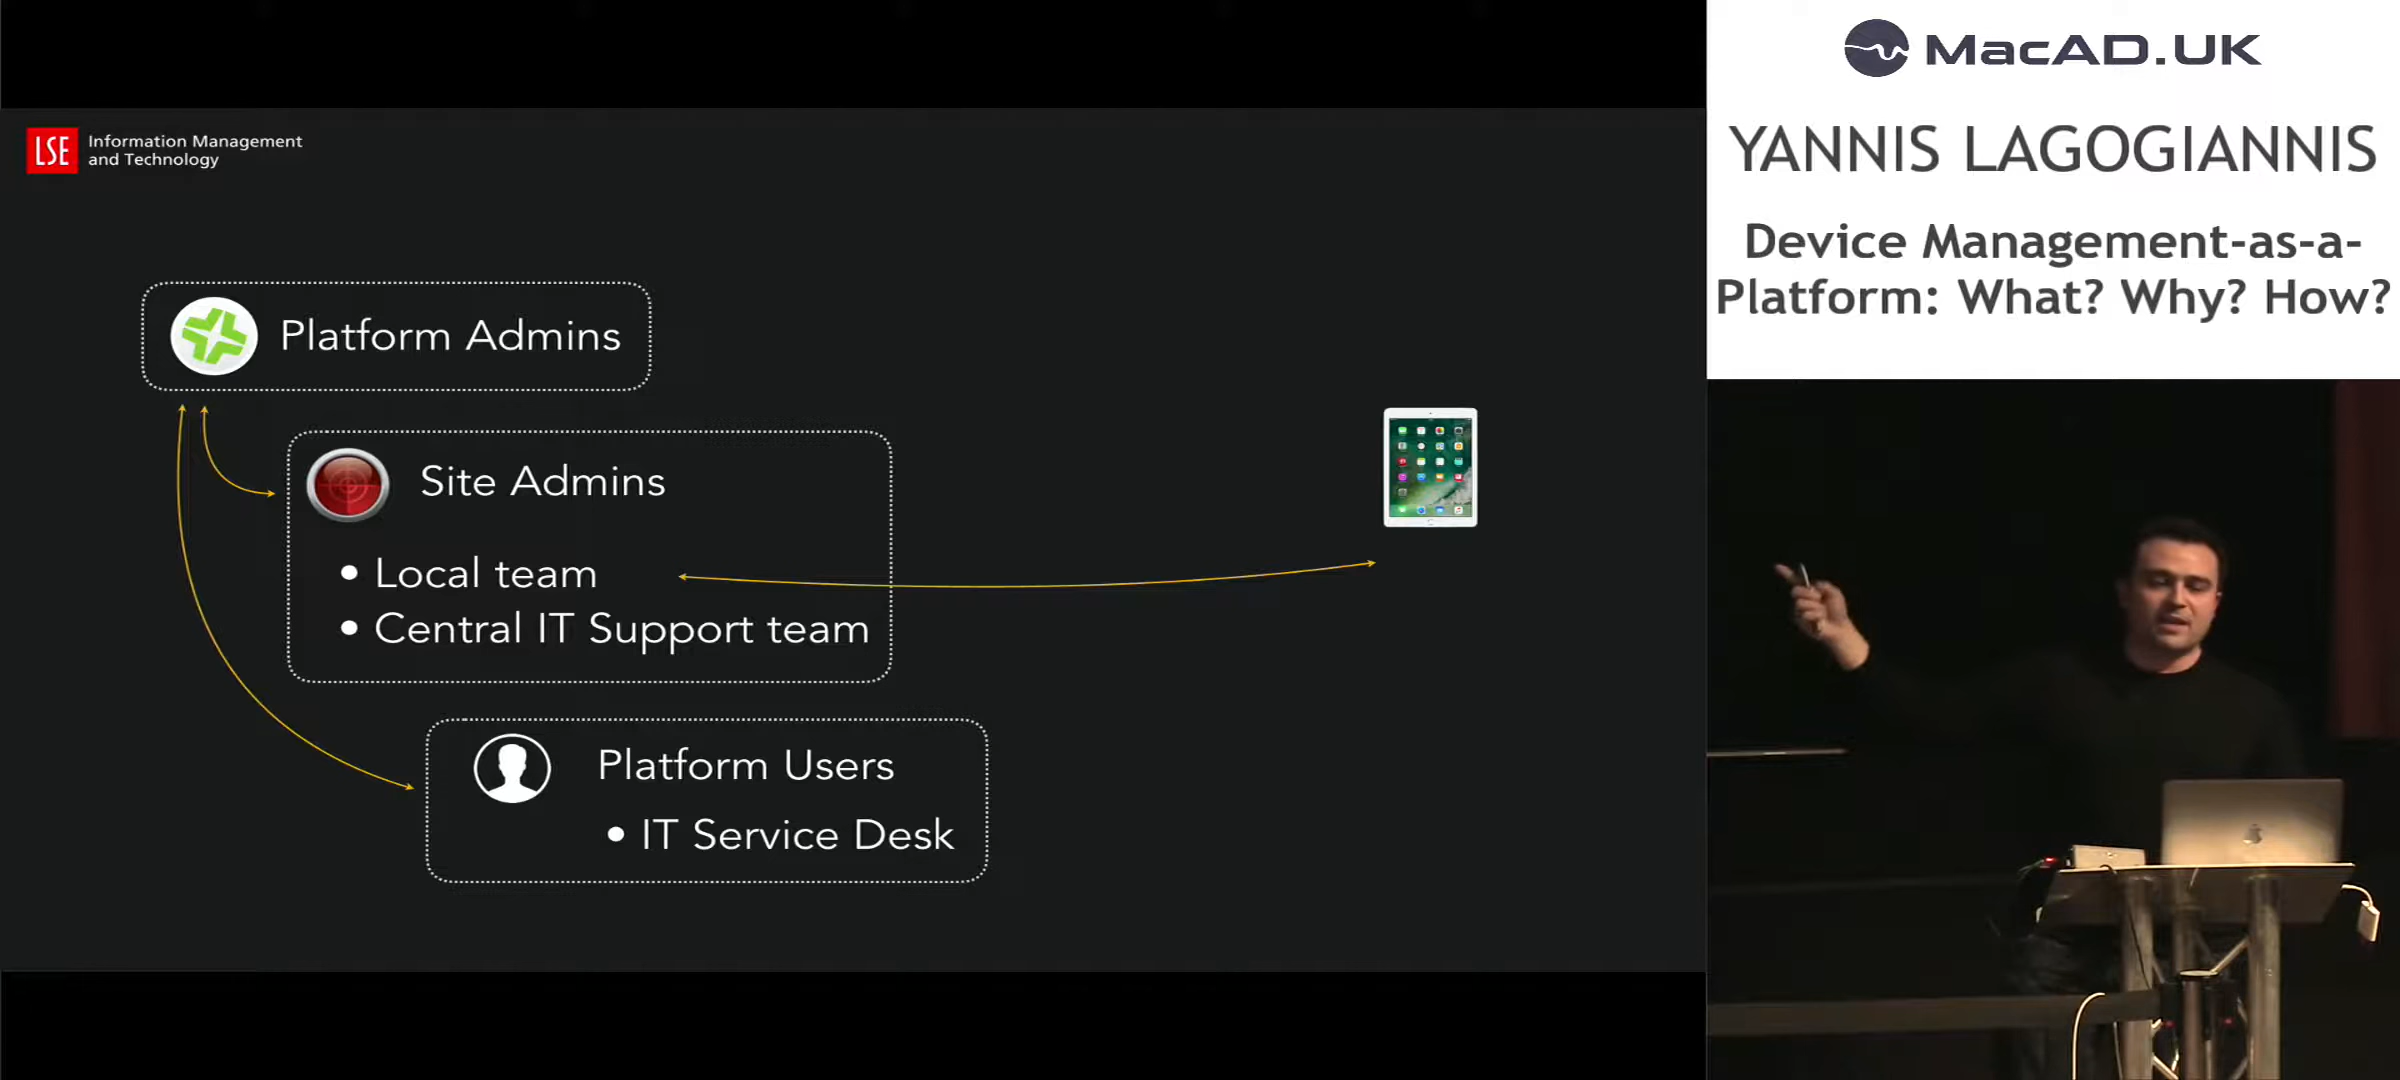 LSE
Information Management
and Technology
Platform Admins
Site Admins
• Local team
• Central IT Support team
Platform Users
• IT Service Desk
MacAD.UK
YANNIS LAGOGIANNIS
Device Management-as-a-
Platform: What? Why? How?